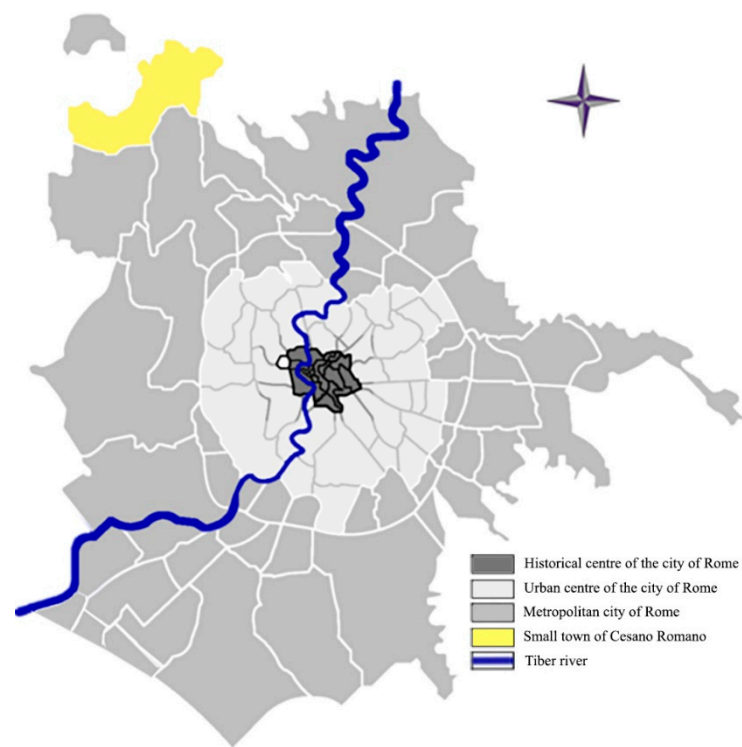 Historical centre of the city of Rome
Urban centre of the city of Rome
Metropolitan city of Rome
Small town of Cesano Romano
Tiber river